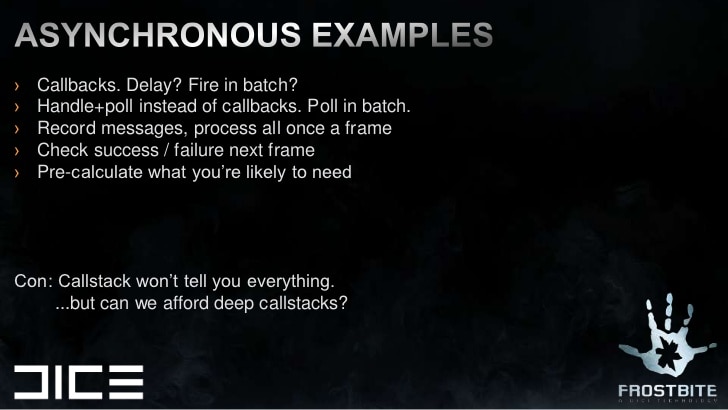 ASYNCHRONOUS EXAMPLES
› Callbacks. Delay? Fire in batch?
› Handle+poll instead of callbacks. Poll in batch.
› Record messages, process all once a frame
› Check success / failure next frame
› Pre-calculate what you’re likely to need
Con: Callstack won’t tell you everything.
...but can we afford deep callstacks?
DICE
FROSTBITE
A DICE TECHNOLOGY